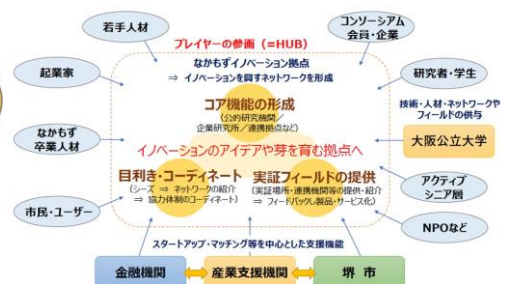 若手人材
コンソーシアム
会員・企業
プレイヤーの参画（=HUB）
なかもずイノベーション拠点
⇒ イノベーションを興すネットワークを形成
起業家
研究者・学生
コア機能の形成
（公的研究機関／
企業研究所／連携拠点など）
技術・人材・ネットワークや
フィールドの供与
なかもず
卒業人材
イノベーションのアイデアや芽を育む拠点へ
大阪公立大学
目利き・コーディネート
（シーズ ⇒ ネットワークの紹介
⇒ 協力体制のコーディネート）
実証フィールドの提供
（実証場所・連携機関等の提供・紹介
⇒ フィードバックし製品・サービス化）
アクティブ
シニア層
市民・ユーザー
NPOなど
スタートアップ・マッチング等を中心とした支援機能
金融機関
産業支援機関
堺 市